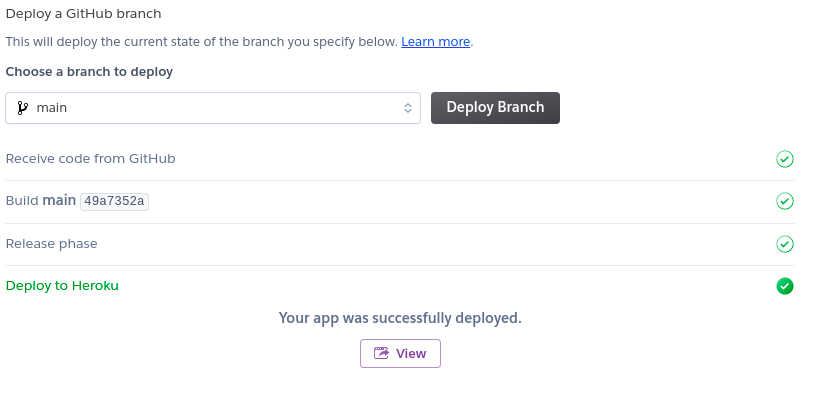 Deploy a GitHub branch
This will deploy the current state of the branch you specify below. Learn more.
Choose a branch to deploy
main
Deploy Branch
Receive code from GitHub
Build main 49a7352a
Release phase
Deploy to Heroku
Your app was successfully deployed.
View